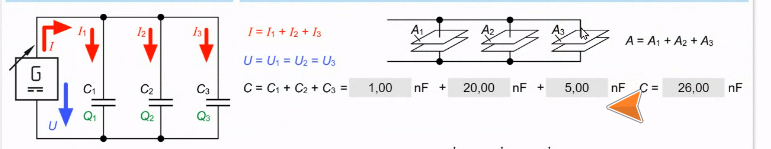 I I₁ I₂ I₃
G
U
C₁ C₂ C₃
Q₁ Q₂ Q₃
I = I₁ + I₂ + I₃
U = U₁ = U₂ = U₃
C = C₁ + C₂ + C₃ = 1,00 nF + 20,00 nF + 5,00 nF C = 26,00 nF
A₁ A₂ A₃
A = A₁ + A₂ + A₃